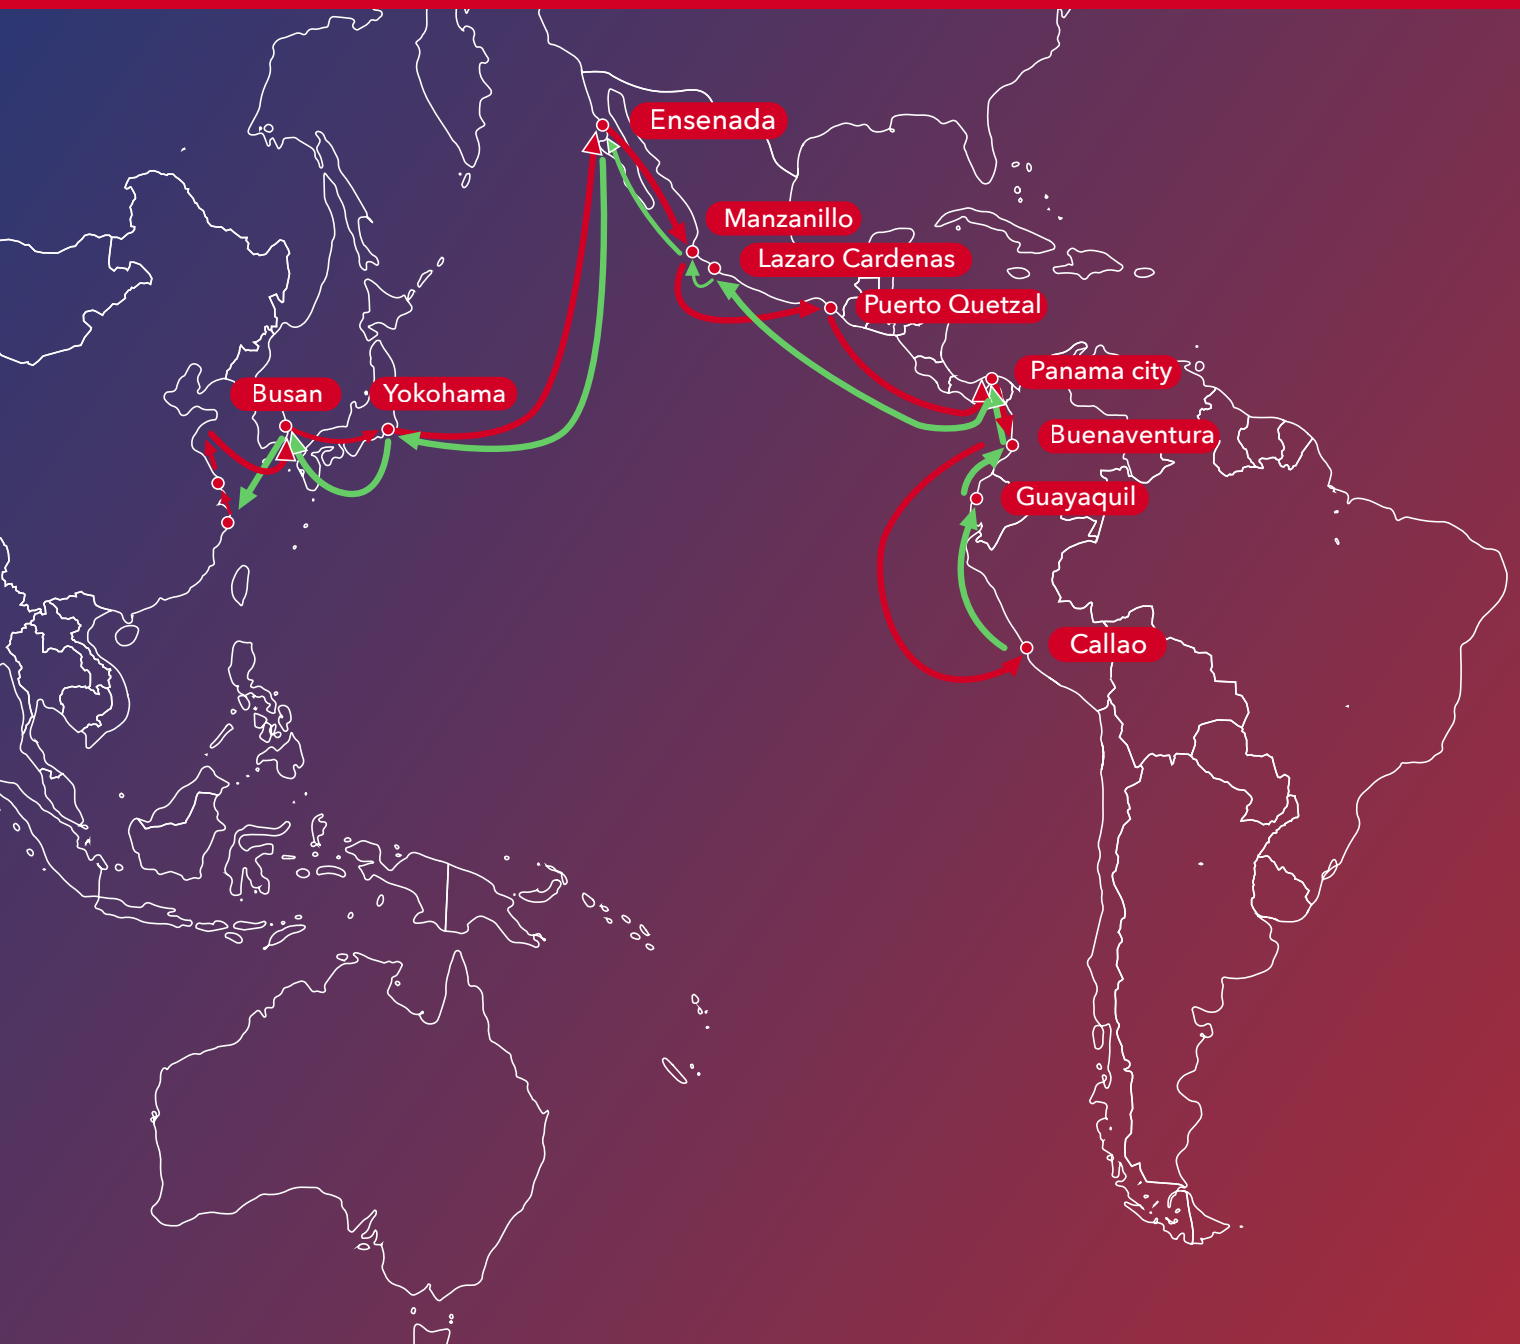 Ensenada
Manzanillo
Lazaro Cardenas
Puerto Quetzal
Panama city
Busan
Yokohama
Buenaventura
Guayaquil
Callao